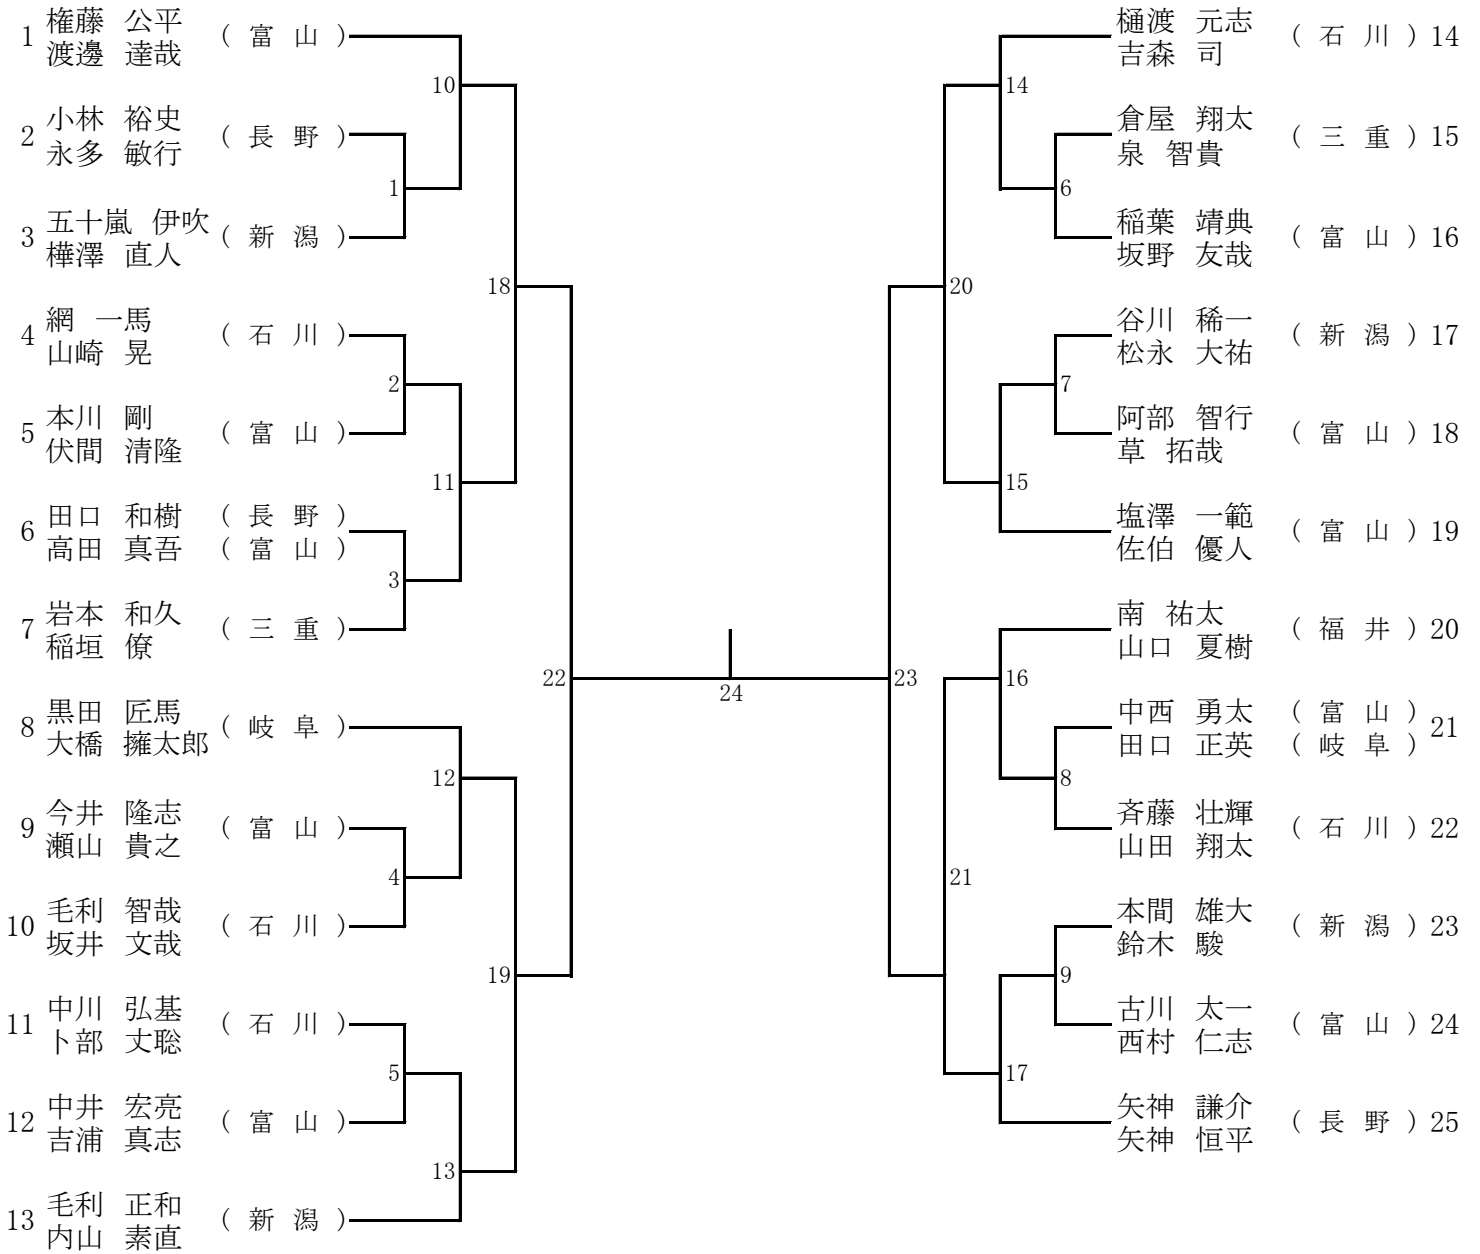 1 権藤 公平 ( 富 山 )
渡邊 達哉
2 小林 裕史 ( 長 野 )
永多 敏行
3 五十嵐 伊吹 ( 新 潟 )
樺澤 直人
4 網 一馬 ( 石 川 )
山崎 晃
5 本川 剛 ( 富 山 )
伏間 清隆
6 田口 和樹 ( 長 野 )
高田 真吾 ( 富 山 )
7 岩本 和久 ( 三 重 )
稲垣 僚
8 黒田 匠馬 ( 岐 阜 )
大橋 擁太郎
9 今井 隆志 ( 富 山 )
瀬山 貴之
10 毛利 智哉 ( 石 川 )
坂井 文哉
11 中川 弘基 ( 石 川 )
卜部 丈聡
12 中井 宏亮 ( 富 山 )
吉浦 真志
13 毛利 正和 ( 新 潟 )
内山 素直
10
1
18
2
11
3
22
12
4
19
5
13
24
14
6
20
7
15
23
16
8
21
9
17
樋渡 元志 ( 石 川 ) 14
吉森 司
倉屋 翔太 ( 三 重 ) 15
泉 智貴
稲葉 靖典 ( 富 山 ) 16
坂野 友哉
谷川 稀一 ( 新 潟 ) 17
松永 大祐
阿部 智行 ( 富 山 ) 18
草 拓哉
塩澤 一範 ( 富 山 ) 19
佐伯 優人
南 祐太 ( 福 井 ) 20
山口 夏樹
中西 勇太 ( 富 山 ) 21
田口 正英 ( 岐 阜 )
斉藤 壮輝 ( 石 川 ) 22
山田 翔太
本間 雄大 ( 新 潟 ) 23
鈴木 駿
古川 太一 ( 富 山 ) 24
西村 仁志
矢神 謙介 ( 長 野 ) 25
矢神 恒平